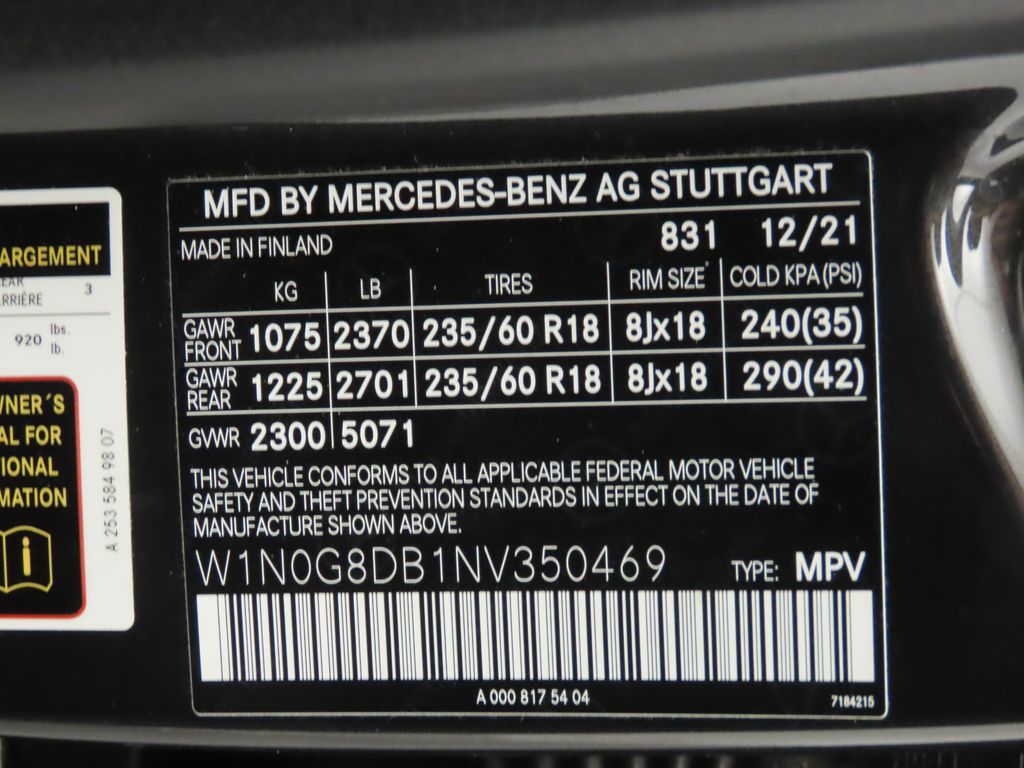 ARGEMENT
EAR
RRIÈRE 3
920 lbs.
lb.
WNER´S
AL FOR
IONAL
MATION
i
A 253 584 98 07
MFD BY MERCEDES-BENZ AG STUTTGART
MADE IN FINLAND 831 12/21
KG LB TIRES RIM SIZE COLD KPA(PSI)
GAWR FRONT 1075 2370 235/60 R18 8Jx18 240(35)
GAWR REAR 1225 2701 235/60 R18 8Jx18 290(42)
GVWR 2300 5071
THIS VEHICLE CONFORMS TO ALL APPLICABLE FEDERAL MOTOR VEHICLE
SAFETY AND THEFT PREVENTION STANDARDS IN EFFECT ON THE DATE OF
MANUFACTURE SHOWN ABOVE.
W1N0G8DB1NV350469 TYPE: MPV
A 000 817 54 04 7184215